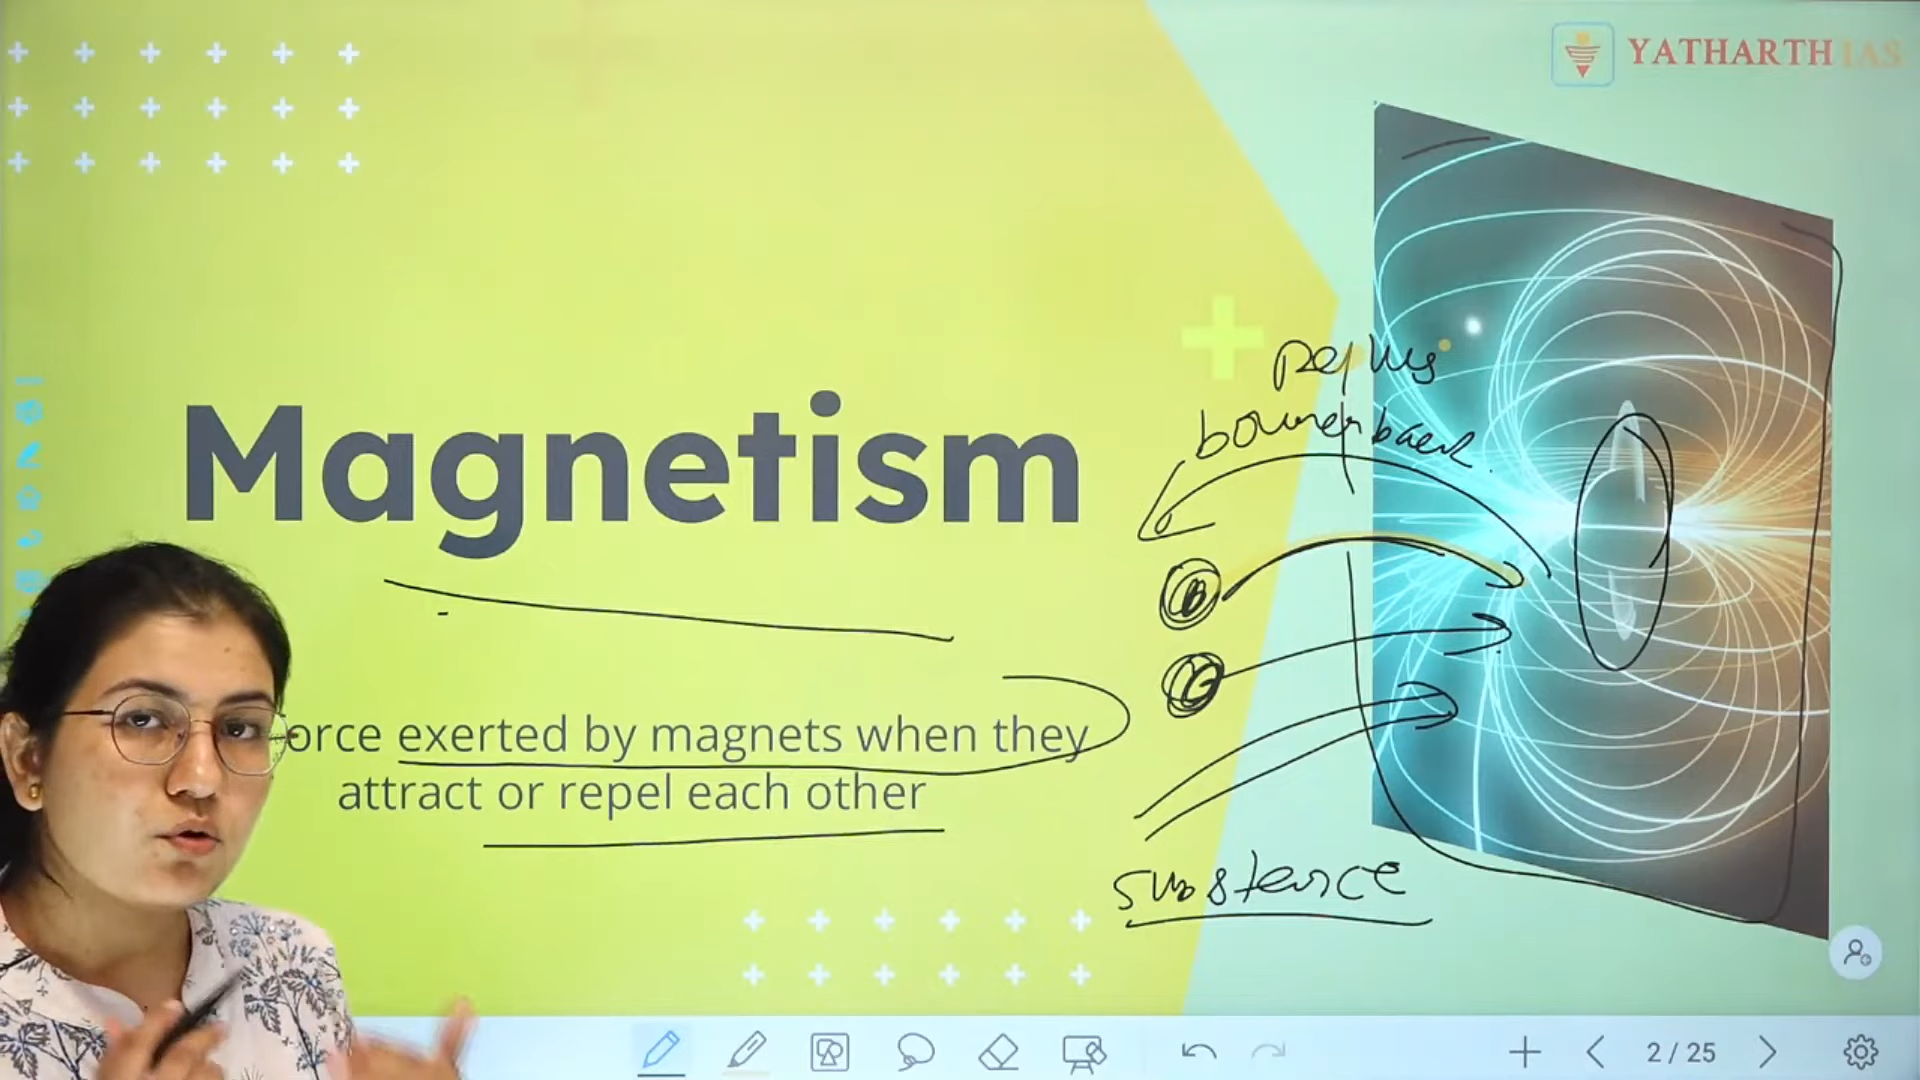 YATHARTH IAS
bounce back.
Magnetism
orce exerted by magnets when they
attract or repel each other
substance
2 / 25